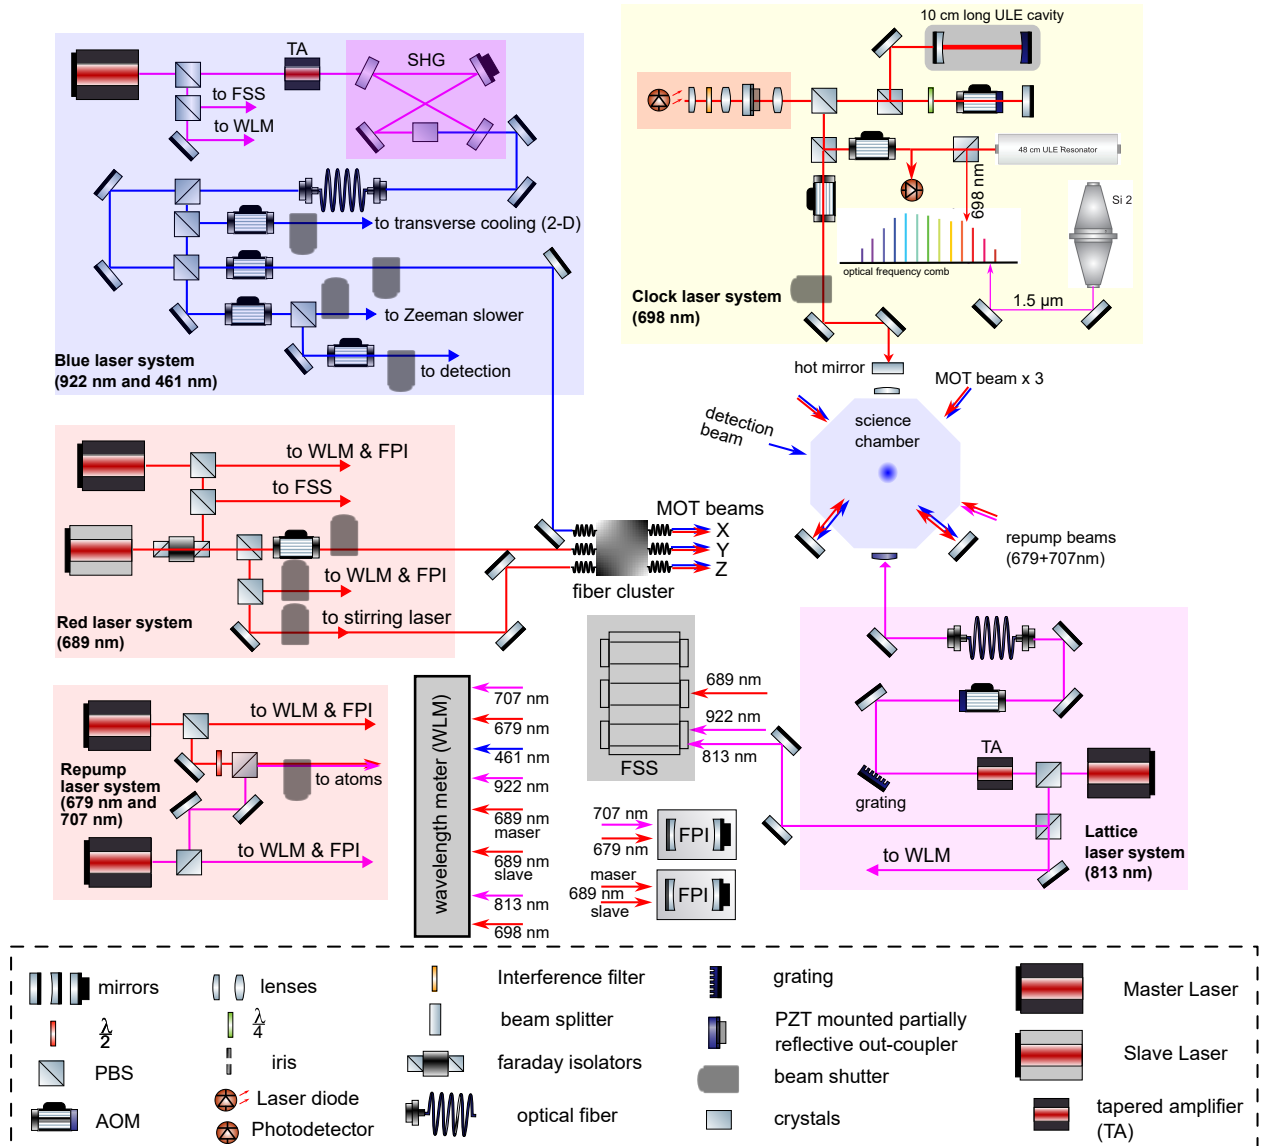 TA
SHG
to FSS
to WLM
to transverse cooling (2-D)
to Zeeman slower
to detection
Blue laser system
(922 nm and 461 nm)
10 cm long ULE cavity
48 cm ULE Resonator
698 nm
Si 2
optical frequency comb
1.5 µm
Clock laser system
(698 nm)
hot mirror
MOT beam x 3
detection
beam
science
chamber
repump beams
(679+707nm)
to WLM & FPI
to FSS
to WLM & FPI
to stirring laser
Red laser system
(689 nm)
MOT beams
X
Y
Z
fiber cluster
to WLM & FPI
to atoms
Repump
laser system
(679 nm and
707 nm)
to WLM & FPI
wavelength meter (WLM)
707 nm
679 nm
461 nm
922 nm
689 nm
maser
689 nm
slave
813 nm
698 nm
689 nm
922 nm
813 nm
FSS
707 nm
679 nm
FPI
maser
689 nm
slave
FPI
TA
grating
to WLM
Lattice
laser system
(813 nm)
mirrors
λ
2
PBS
AOM
lenses
λ
4
iris
Laser diode
Photodetector
Interference filter
beam splitter
faraday isolators
optical fiber
grating
PZT mounted partially
reflective out-coupler
beam shutter
crystals
Master Laser
Slave Laser
tapered amplifier
(TA)